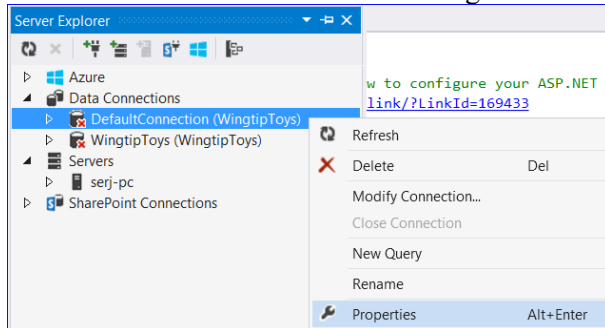 Server Explorer
Azure
w to configure your ASP.NET
Data Connections
link/?LinkId=169433
DefaultConnection (WingtipToys)
WingtipToys (WingtipToys)
Servers
serj-pc
SharePoint Connections
Refresh
Delete Del
Modify Connection...
Close Connection
New Query
Rename
Properties Alt+Enter